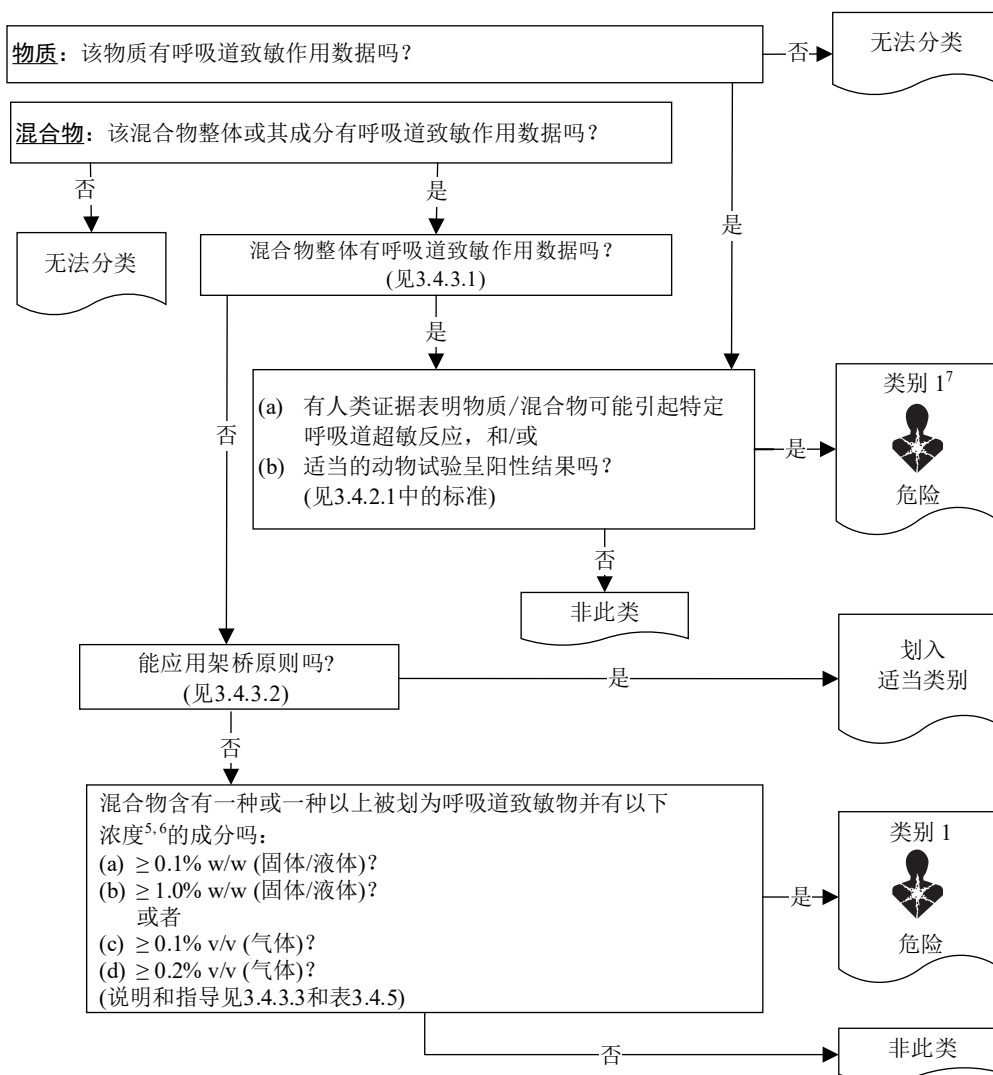 物质：该物质有呼吸道致敏作用数据吗？
否
无法分类
混合物：该混合物整体或其成分有呼吸道致敏作用数据吗？
否
是
是
无法分类
混合物整体有呼吸道致敏作用数据吗？
(见3.4.3.1)
是
否
(a) 有人类证据表明物质/混合物可能引起特定
呼吸道超敏反应，和/或
(b) 适当的动物试验呈阳性结果吗？
(见3.4.2.1中的标准)
是
类别 1⁷
危险
否
非此类
能应用架桥原则吗?
(见3.4.3.2)
是
划入
适当类别
否
混合物含有一种或一种以上被划为呼吸道致敏物并有以下
浓度⁵,⁶的成分吗：
(a) ≥ 0.1% w/w (固体/液体)？
(b) ≥ 1.0% w/w (固体/液体)？
或者
(c) ≥ 0.1% v/v (气体)？
(d) ≥ 0.2% v/v (气体)？
(说明和指导见3.4.3.3和表3.4.5)
是
类别 1
危险
否
非此类